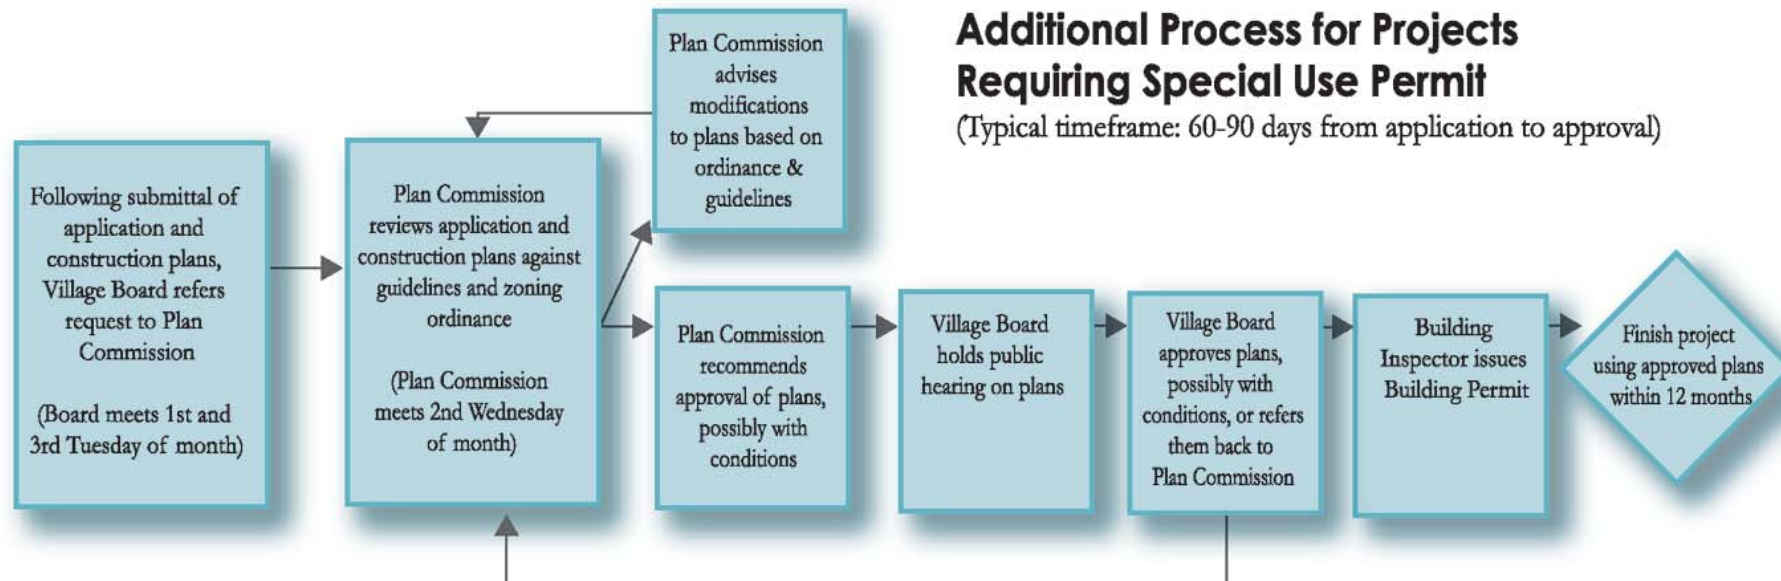 Additional Process for Projects
Requiring Special Use Permit
(Typical timeframe: 60-90 days from application to approval)
Following submittal of
application and
construction plans,
Village Board refers
request to Plan
Commission
(Board meets 1st and
3rd Tuesday of month)
Plan Commission
reviews application and
construction plans against
guidelines and zoning
ordinance
(Plan Commission
meets 2nd Wednesday
of month)
Plan Commission
advises
modifications
to plans based on
ordinance &
guidelines
Plan Commission
recommends
approval of plans,
possibly with
conditions
Village Board
holds public
hearing on plans
Village Board
approves plans,
possibly with
conditions, or refers
them back to
Plan Commission
Building
Inspector issues
Building Permit
Finish project
using approved plans
within 12 months